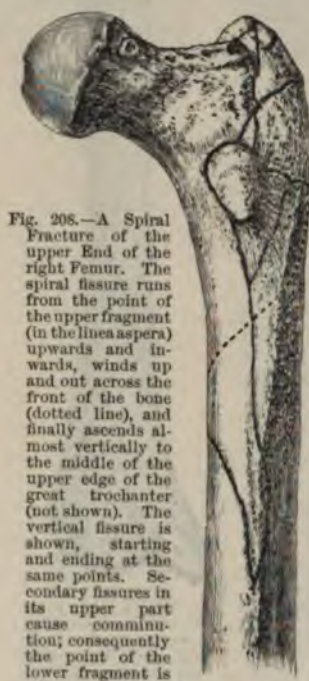 Fig. 208.—A Spiral
Fracture of the
upper End of the
right Femur. The
spiral fissure runs
from the point of
the upper fragment
(in the linea aspera)
upwards and in-
wards, winds up
and out across the
front of the bone
(dotted line), and
finally ascends al-
most vertically to
the middle of the
upper edge of the
great trochanter
(not shown). The
vertical fissure is
shown, starting
and ending at the
same points. Se-
condary fissures in
its upper part
cause comminu-
tion; consequently
the point of the
lower fragment is